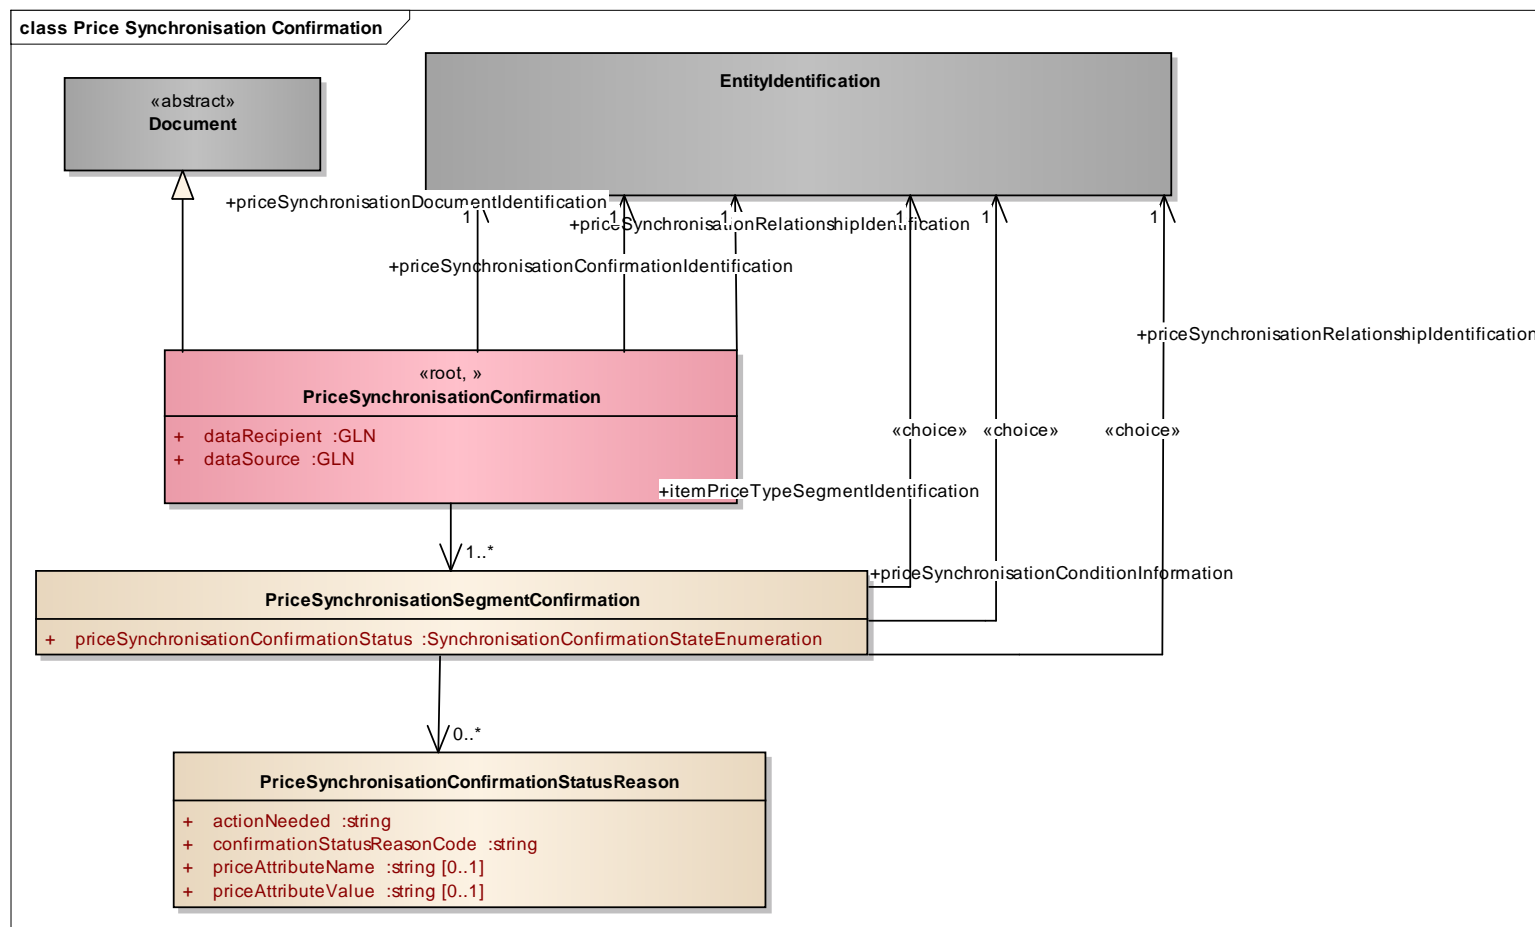 class Price Synchronisation Confirmation
EntityIdentification
«abstract»
Document
+priceSynchronisationDocumentIdentification
1
1
1
1
1
1
+priceSynchronisationRelationshipIdentification
+priceSynchronisationConfirmationIdentification
+priceSynchronisationRelationshipIdentification
«root, »
PriceSynchronisationConfirmation
+ dataRecipient :GLN
+ dataSource :GLN
«choice»
«choice»
«choice»
+itemPriceTypeSegmentIdentification
1..*
+priceSynchronisationConditionInformation
PriceSynchronisationSegmentConfirmation
+ priceSynchronisationConfirmationStatus :SynchronisationConfirmationStateEnumeration
0..*
PriceSynchronisationConfirmationStatusReason
+ actionNeeded :string
+ confirmationStatusReasonCode :string
+ priceAttributeName :string [0..1]
+ priceAttributeValue :string [0..1]